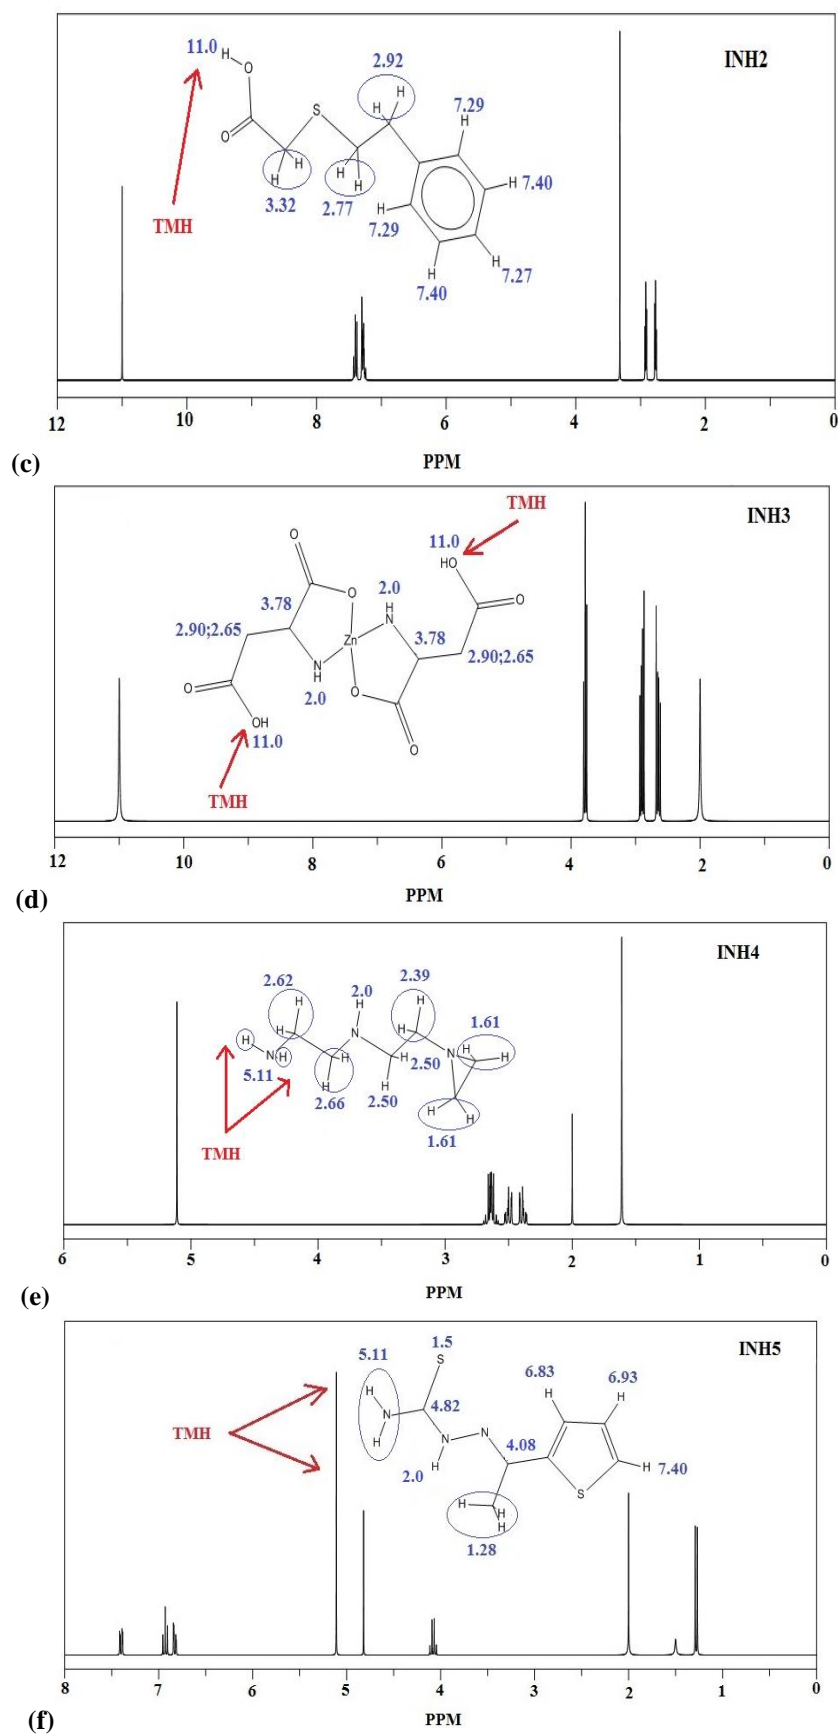 INH2
11.0
H
O
2.92
H
H
7.29
H
S
O
H
H
H
H
H 7.40
TMH
3.32
2.77
H
7.29
H
7.27
H
7.40
12
10
8
6
4
2
0
(c)
PPM
TMH
INH3
11.0
HO
O
2.0
H
N
O
O
3.78
Zn
3.78
2.90;2.65
2.90;2.65
N
H
O
2.0
O
OH
11.0
O
TMH
12
10
8
6
4
2
0
(d)
PPM
INH4
2.62
H
2.0
2.39
H
H
1.61
H
H
H
N
H
N
H
H
N
H
H
2.50
5.11
H
H
2.66
2.50
H
H
TMH
1.61
6
5
4
3
2
1
0
(e)
PPM
INH5
5.11
1.5
S
6.83
6.93
H
H
H
N
4.82
TMH
H
N
N
4.08
H
2.0
H 7.40
S
H
H
H
1.28
8
7
6
5
4
3
2
1
0
(f)
PPM